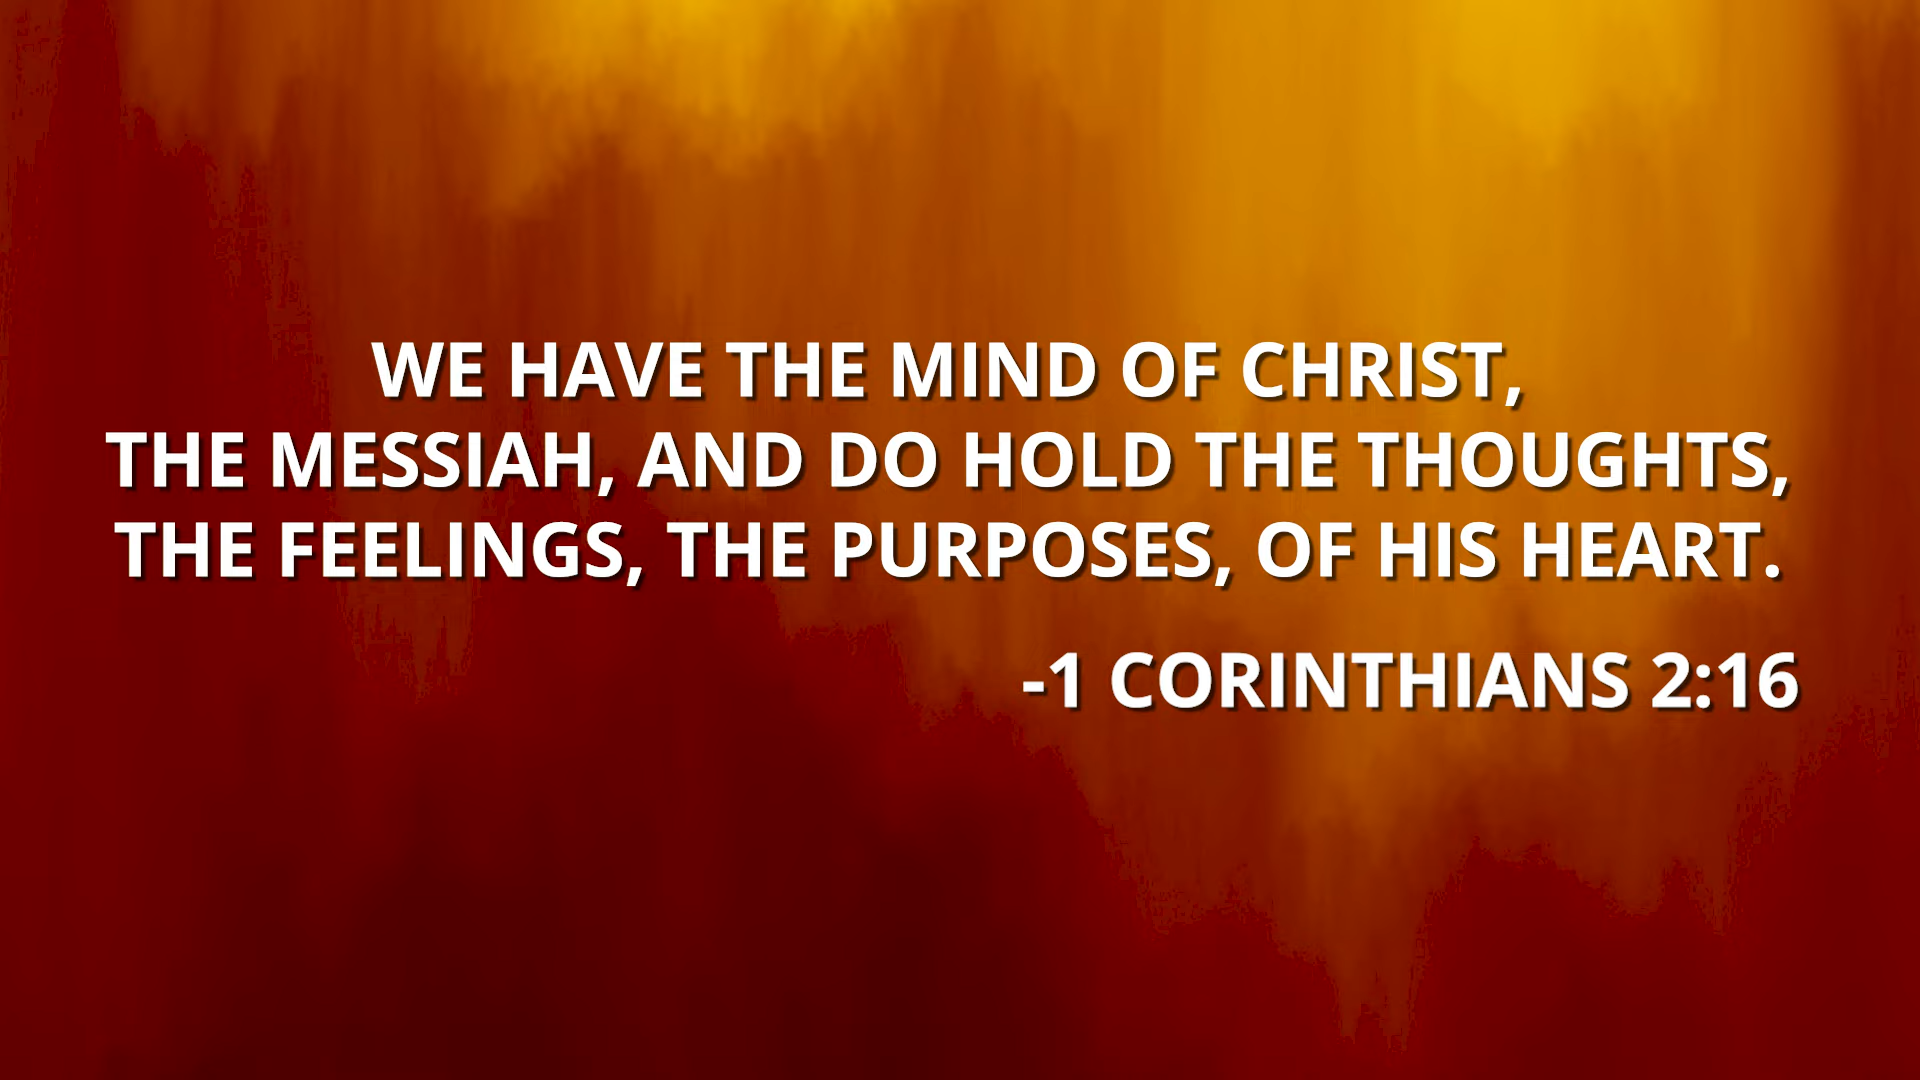 WE HAVE THE MIND OF CHRIST,
THE MESSIAH, AND DO HOLD THE THOUGHTS,
THE FEELINGS, THE PURPOSES, OF HIS HEART.
-1 CORINTHIANS 2:16